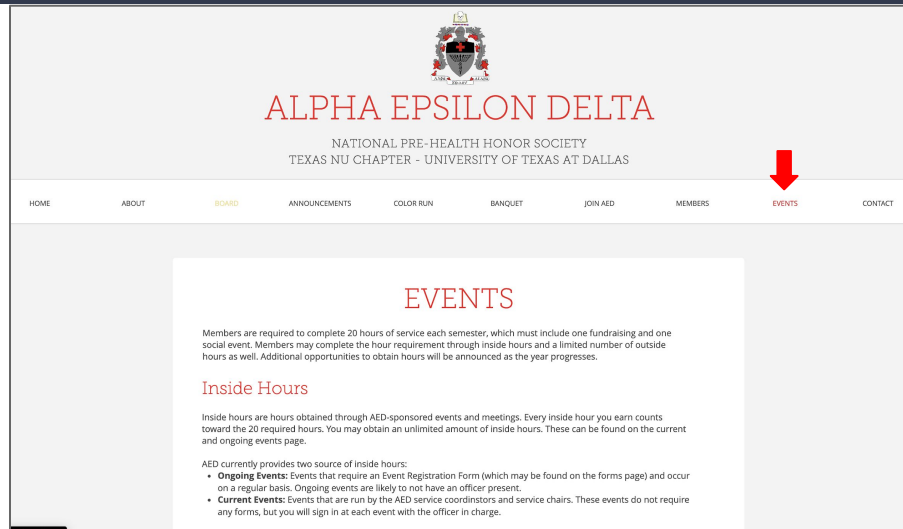 ALPHA EPSILON DELTA
NATIONAL PRE-HEALTH HONOR SOCIETY
TEXAS NU CHAPTER - UNIVERSITY OF TEXAS AT DALLAS
HOME ABOUT BOARD ANNOUNCEMENTS COLOR RUN BANQUET JOIN AED MEMBERS EVENTS CONTACT
EVENTS
Members are required to complete 20 hours of service each semester, which must include one fundraising and one
social event. Members may complete the hour requirement through inside hours and a limited number of outside
hours as well. Additional opportunities to obtain hours will be announced as the year progresses.
Inside Hours
Inside hours are hours obtained through AED-sponsored events and meetings. Every inside hour you earn counts
toward the 20 required hours. You may obtain an unlimited amount of inside hours. These can be found on the current
and ongoing events page.
AED currently provides two source of inside hours:
• Ongoing Events: Events that require an Event Registration Form (which may be found on the forms page) and occur
on a regular basis. Ongoing events are likely to not have an officer present.
• Current Events: Events that are run by the AED service coordinstors and service chairs. These events do not require
any forms, but you will sign in at each event with the officer in charge.